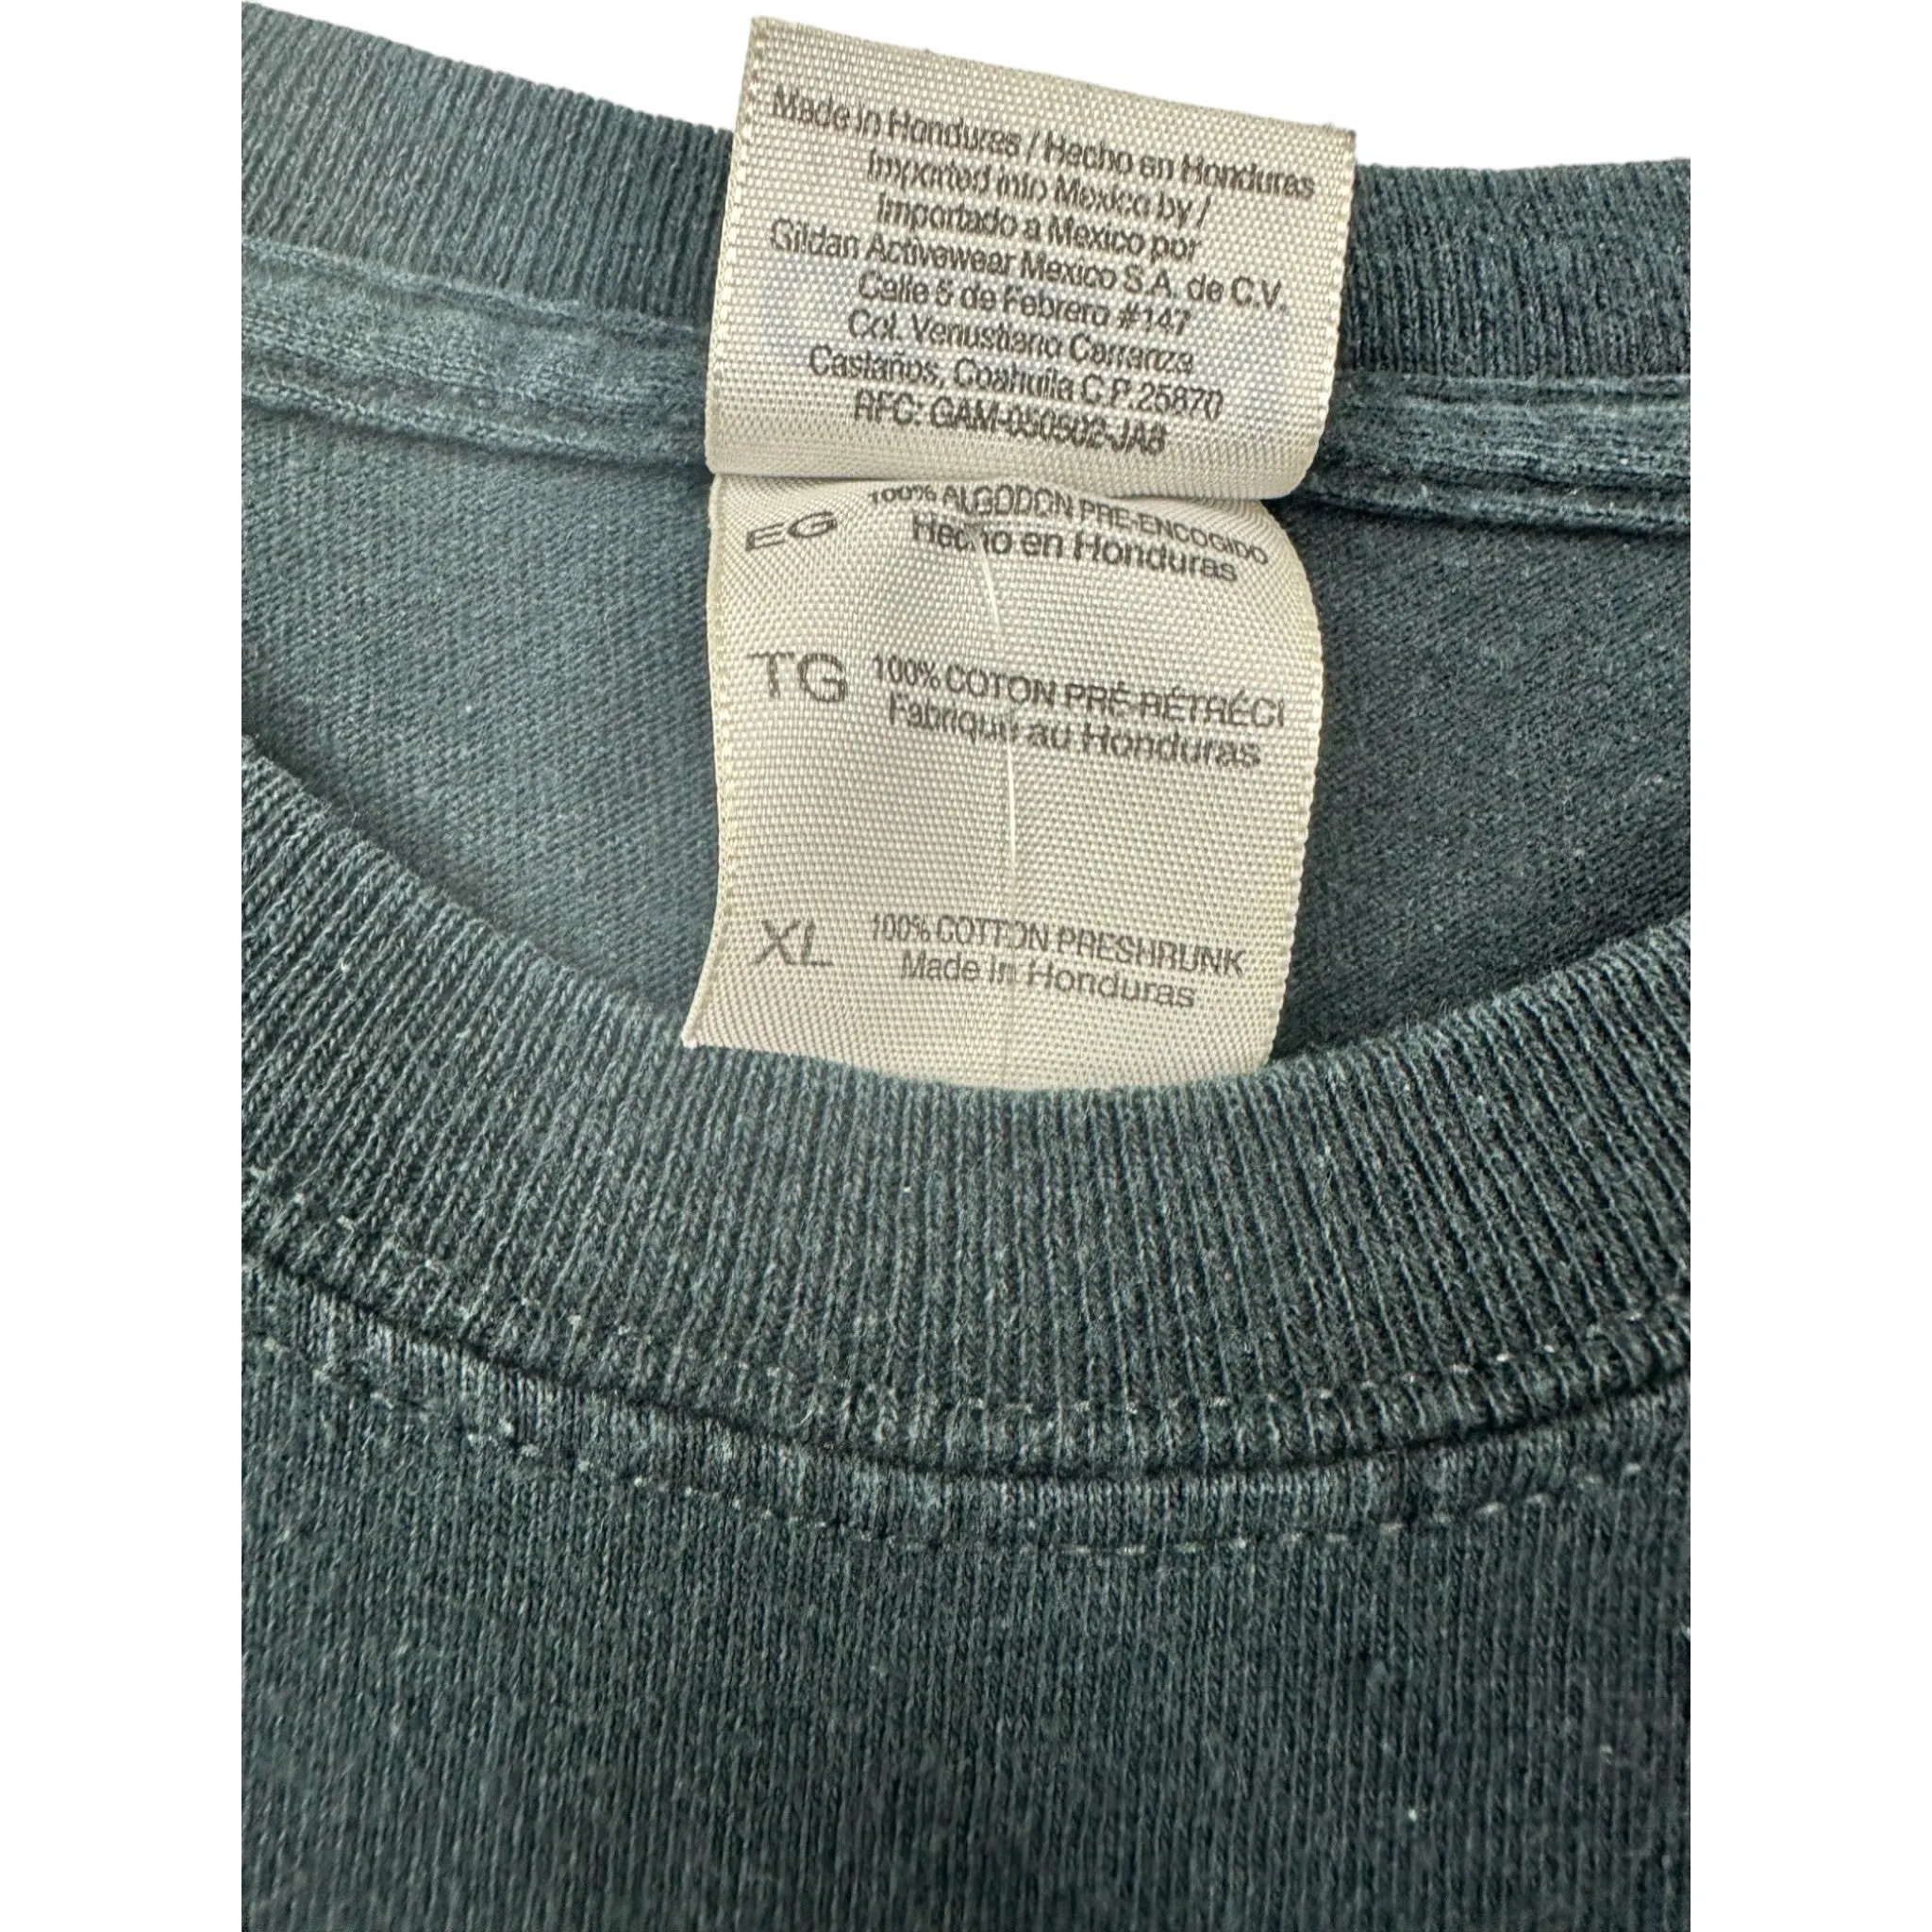 Made in Honduras / Hecho en Honduras
Imported into Mexico by /
Importado a Mexico por
Gildan Activewear Mexico S.A. de C.V.
Calle 5 de Febrero #147
Col. Venustiano Carranza
Castaños, Coahuila C.P.25870
RFC: GAM-050502-JA8
EG 100% ALGODON PRE-ENCOGIDO
Hecho en Honduras
TG 100% COTON PRÉ-RÉTRÉCI
Fabriqué au Honduras
XL 100% COTTON PRESHRUNK
Made in Honduras